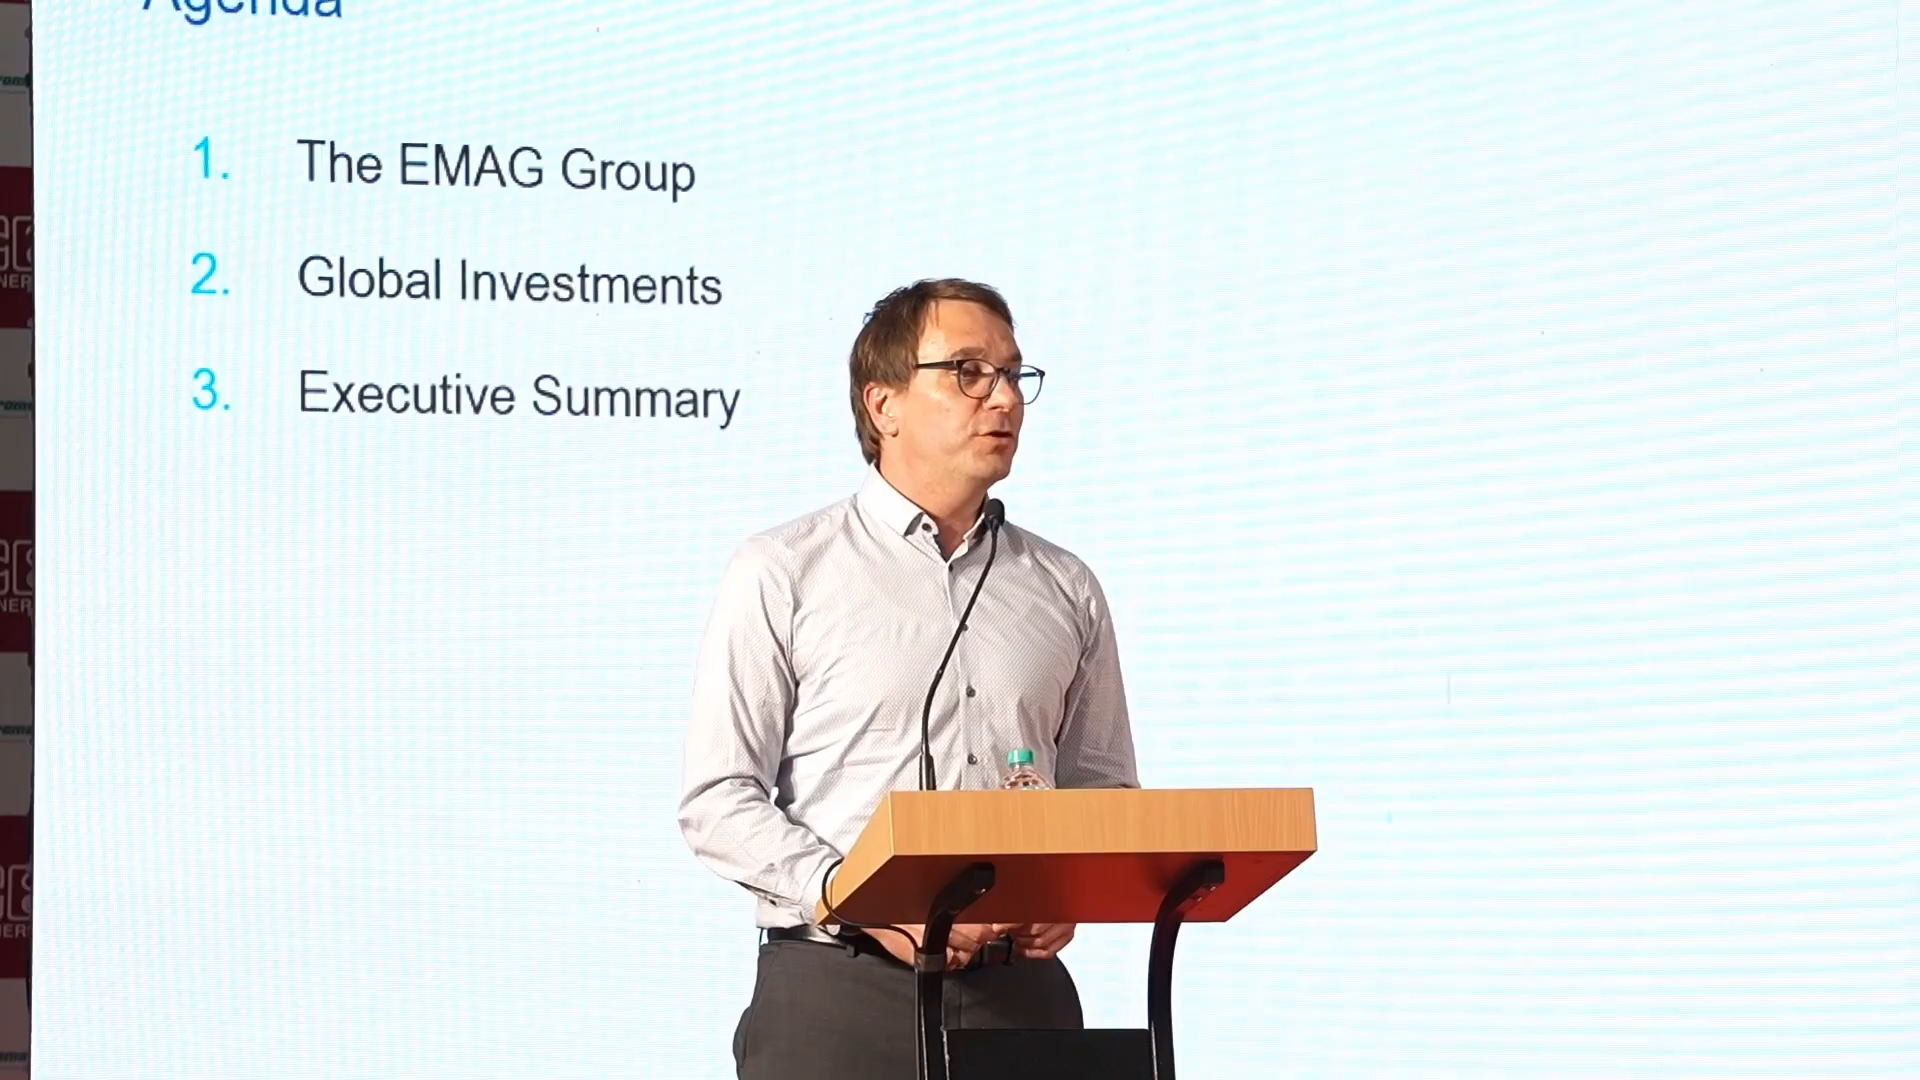 Agenda
1. The EMAG Group
2. Global Investments
3. Executive Summary